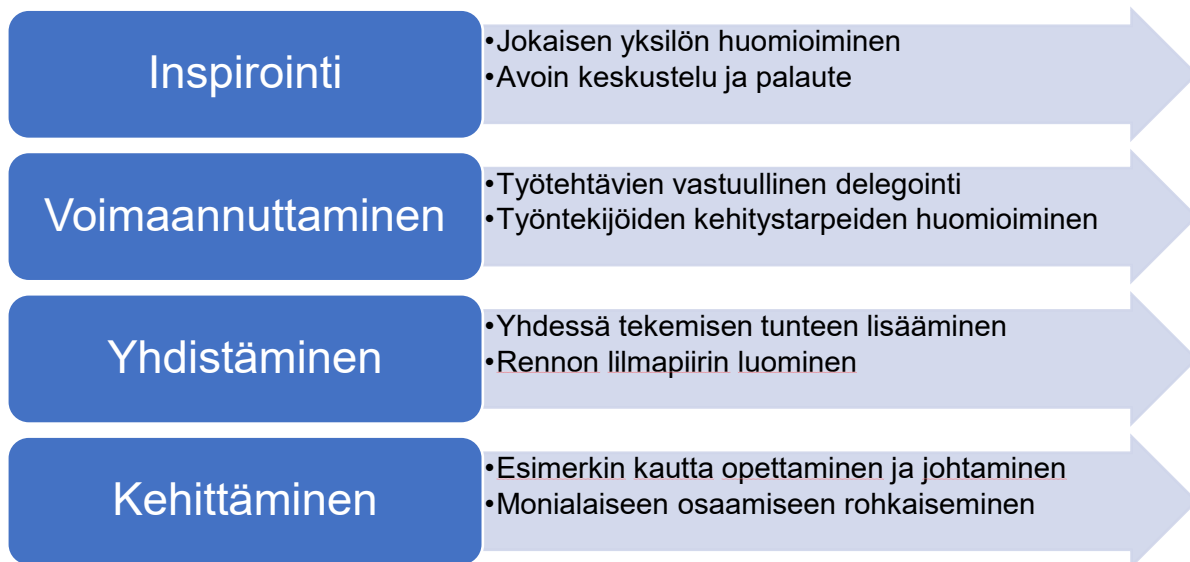 Inspirointi
•Jokaisen yksilön huomioiminen
•Avoin keskustelu ja palaute
Voimaannuttaminen
•Työtehtävien vastuullinen delegointi
•Työntekijöiden kehitystarpeiden huomioiminen
Yhdistäminen
•Yhdessä tekemisen tunteen lisääminen
•Rennon lilmapiirin luominen
Kehittäminen
•Esimerkin kautta opettaminen ja johtaminen
•Monialaiseen osaamiseen rohkaiseminen